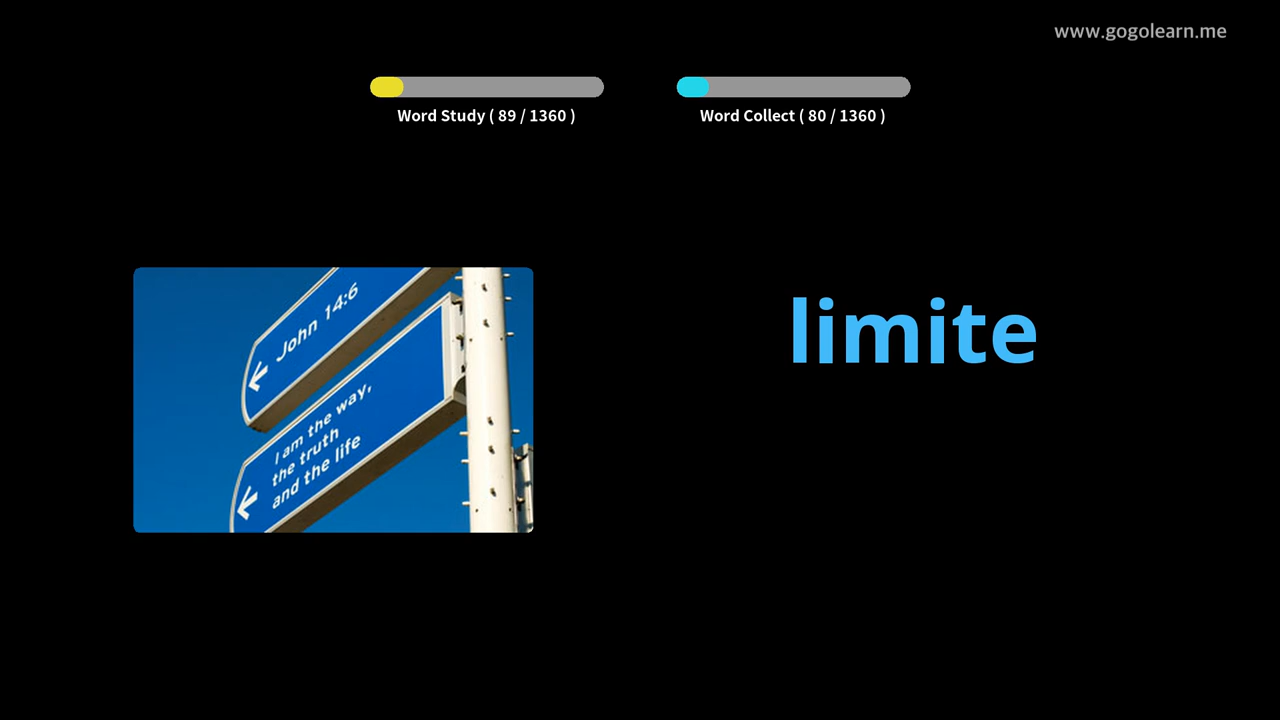 www.gogolearn.me
Word Study ( 89 / 1360 )
Word Collect ( 80 / 1360 )
John 14:6
I am the way,
the truth
and the life
limite